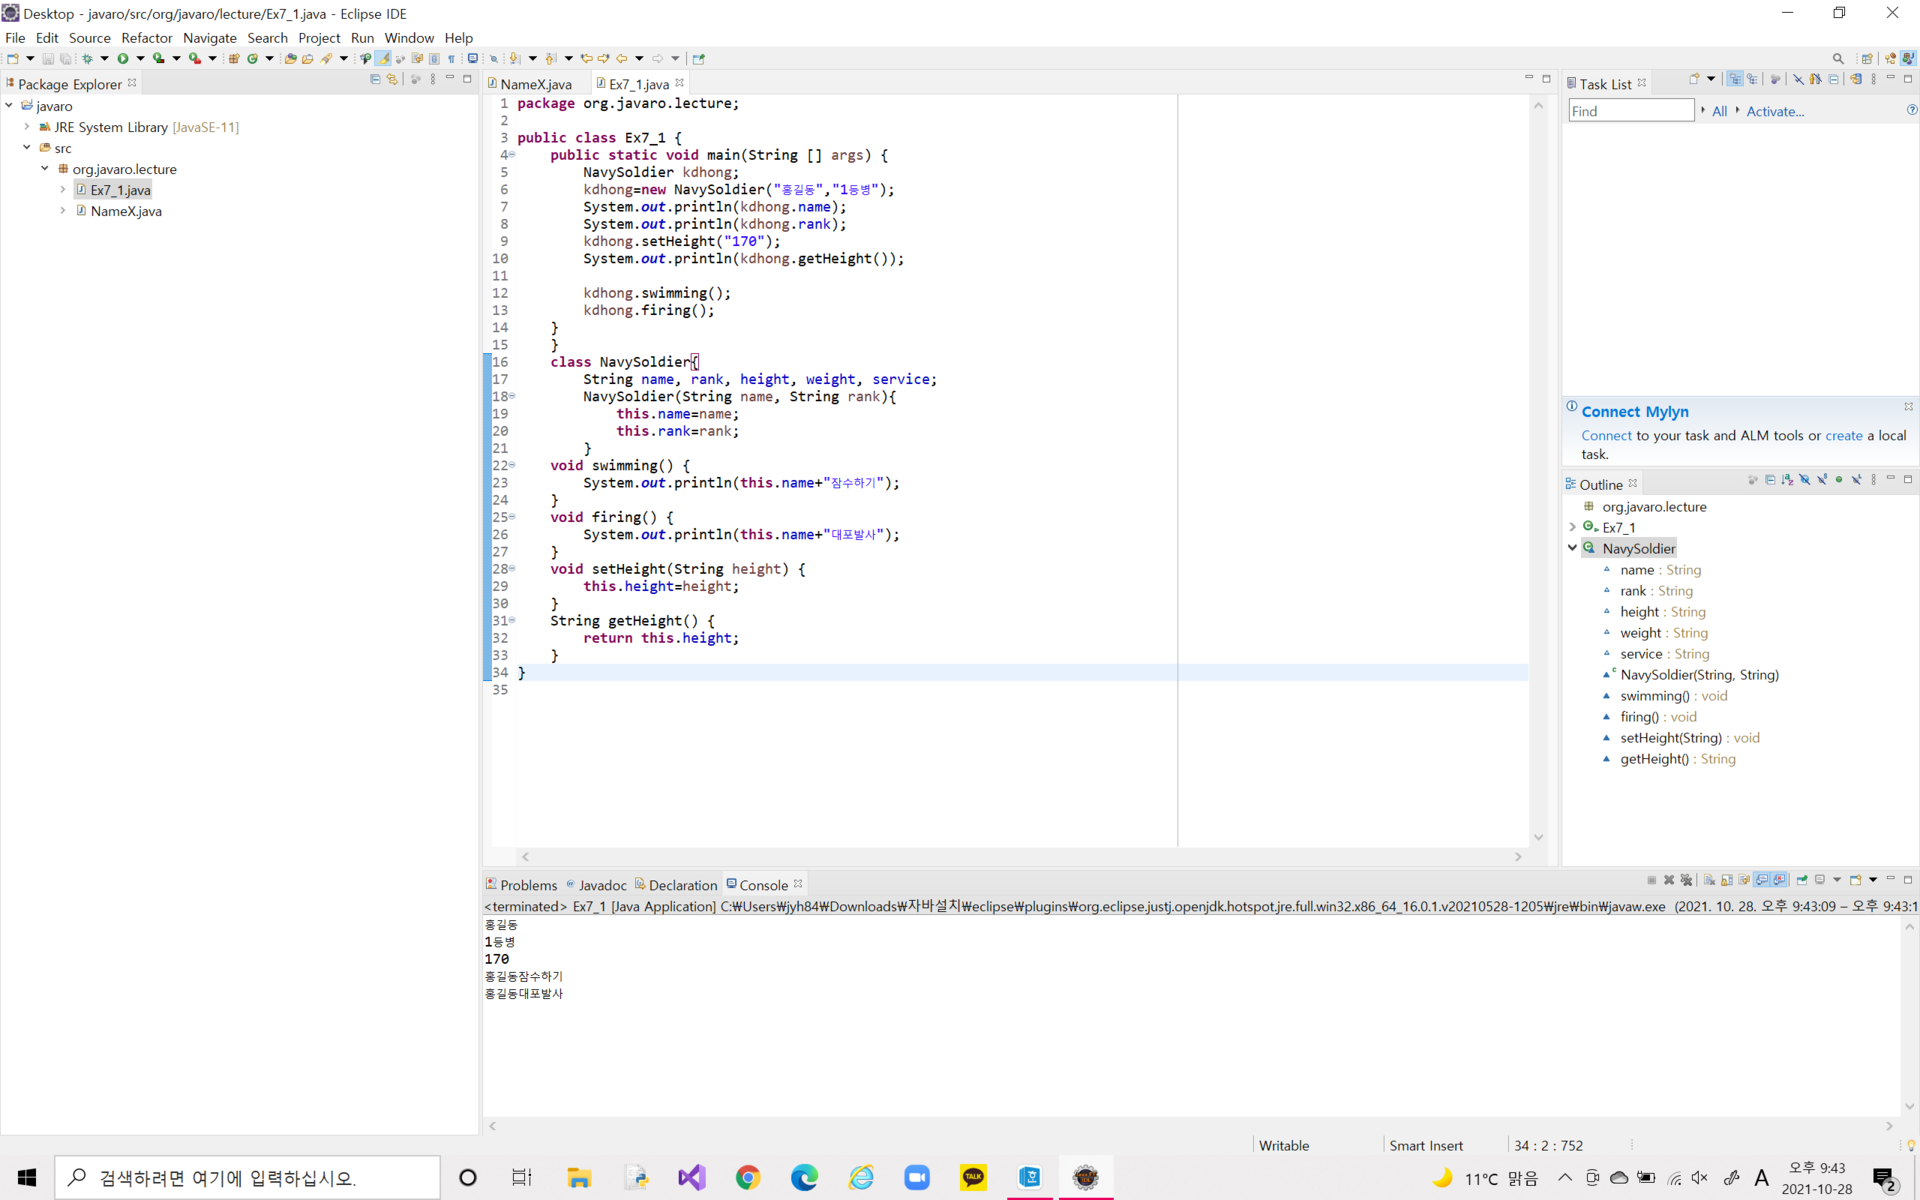 Desktop - javaro/src/org/javaro/lecture/Ex7_1.java - Eclipse IDE
File Edit Source Refactor Navigate Search Project Run Window Help
Package Explorer
javaro
JRE System Library [JavaSE-11]
src
org.javaro.lecture
Ex7_1.java
NameX.java
NameX.java Ex7_1.java
1 package org.javaro.lecture;
2
3 public class Ex7_1 {
4 public static void main(String [] args) {
5 NavySoldier kdhong;
6 kdhong=new NavySoldier("홍길동","1등병");
7 System.out.println(kdhong.name);
8 System.out.println(kdhong.rank);
9 kdhong.setHeight("170");
10 System.out.println(kdhong.getHeight());
11
12 kdhong.swimming();
13 kdhong.firing();
14 }
15 }
16 class NavySoldier{
17 String name, rank, height, weight, service;
18 NavySoldier(String name, String rank){
19 this.name=name;
20 this.rank=rank;
21 }
22 void swimming() {
23 System.out.println(this.name+"잠수하기");
24 }
25 void firing() {
26 System.out.println(this.name+"대포발사");
27 }
28 void setHeight(String height) {
29 this.height=height;
30 }
31 String getHeight() {
32 return this.height;
33 }
34 }
35
Task List
Find All Activate...
Connect Mylyn
Connect to your task and ALM tools or create a local
task.
Outline
org.javaro.lecture
Ex7_1
NavySoldier
name : String
rank : String
height : String
weight : String
service : String
NavySoldier(String, String)
swimming() : void
firing() : void
setHeight(String) : void
getHeight() : String
Problems Javadoc Declaration Console
<terminated> Ex7_1 [Java Application] C:₩Users₩jyh84₩Downloads₩자바설치₩eclipse₩plugins₩org.eclipse.justj.openjdk.hotspot.jre.full.win32.x86_64_16.0.1.v20210528-1205₩jre₩bin₩javaw.exe (2021. 10. 28. 오후 9:43:09 – 오후 9:43:1
홍길동
1등병
170
홍길동잠수하기
홍길동대포발사
Writable Smart Insert 34 : 2 : 752
검색하려면 여기에 입력하십시오.
TALK
11°C 맑음
A
오후 9:43
2021-10-28
2